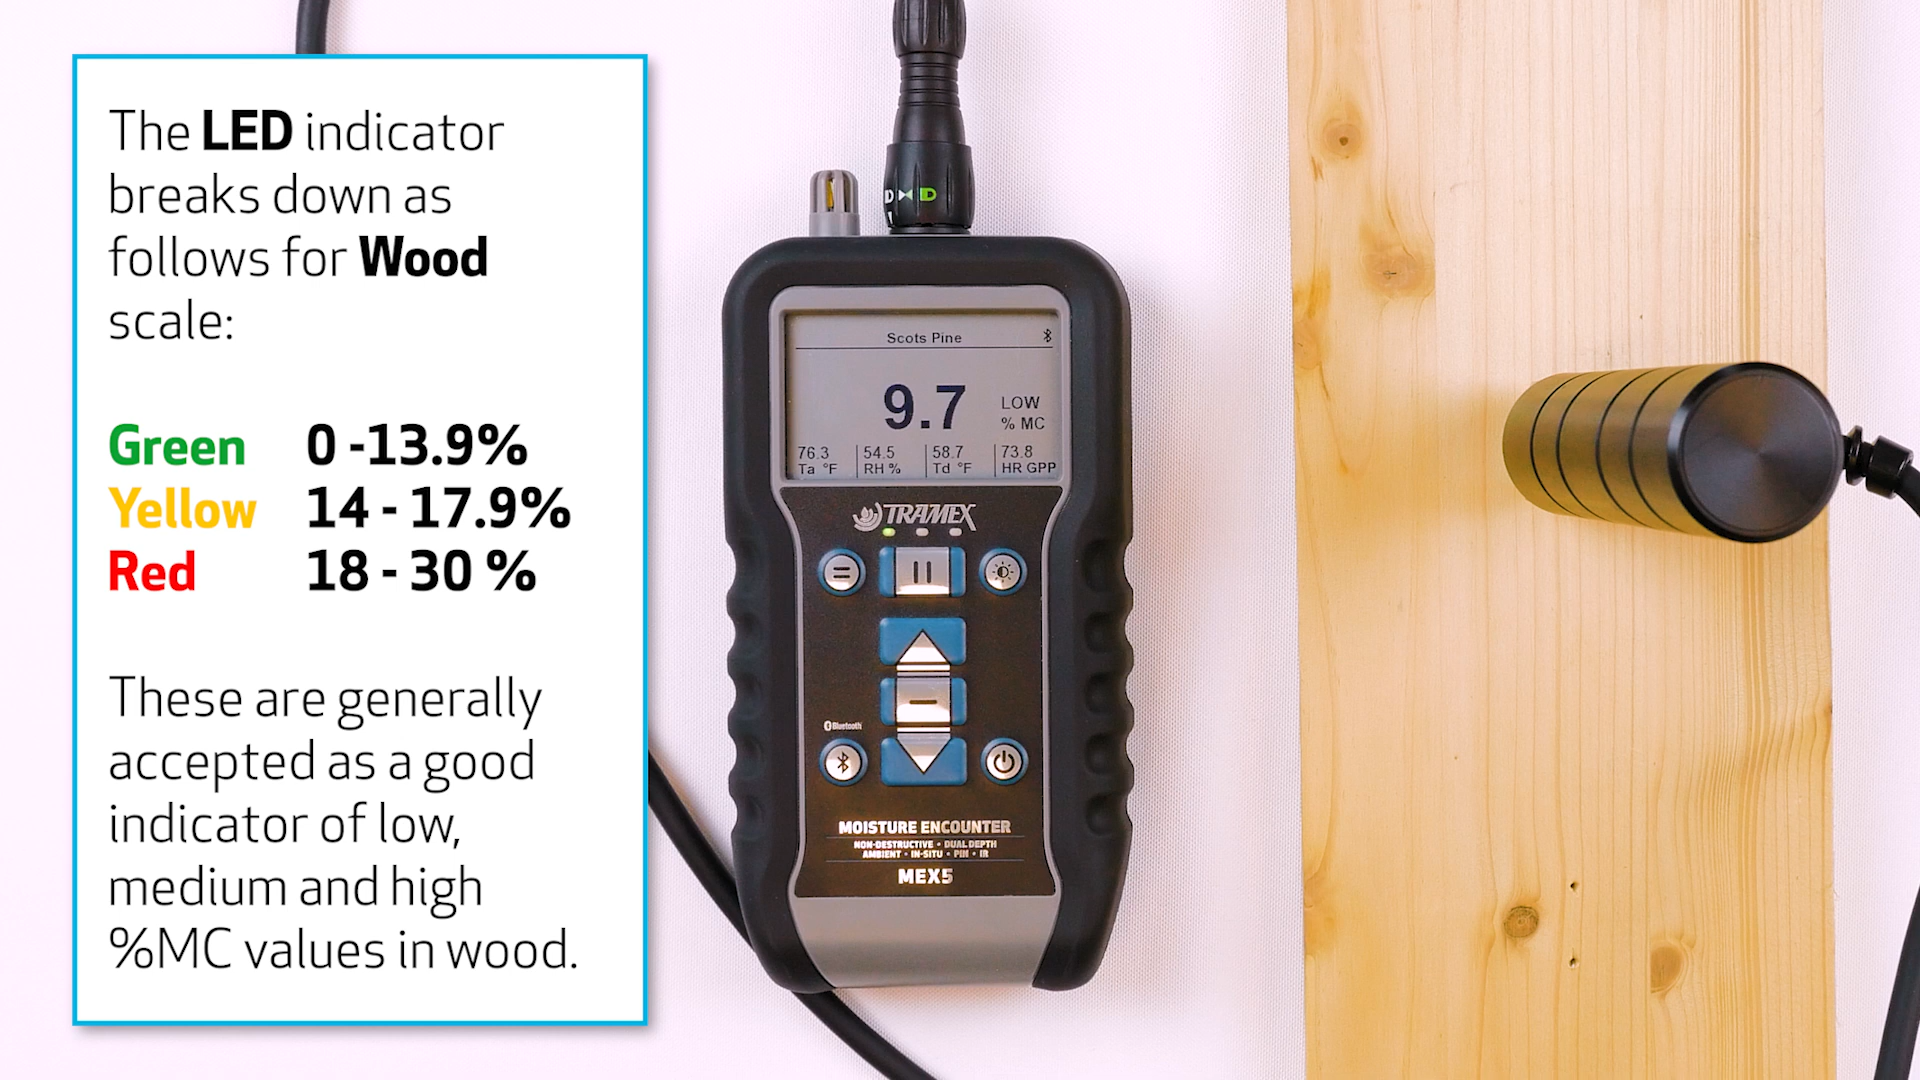 The LED indicator
breaks down as
follows for Wood
scale:
Green 0 -13.9%
Yellow 14 - 17.9%
Red 18 - 30 %
These are generally
accepted as a good
indicator of low,
medium and high
%MC values in wood.
Scots Pine
9.7 LOW
% MC
76.3 54.5 58.7 73.8
Ta °F RH % Td °F HR GPP
TRAMEX
Bluetooth
MOISTURE ENCOUNTER
NON-DESTRUCTIVE • DUAL DEPTH
AMBIENT • IN-SITU • PIN • IR
MEX5